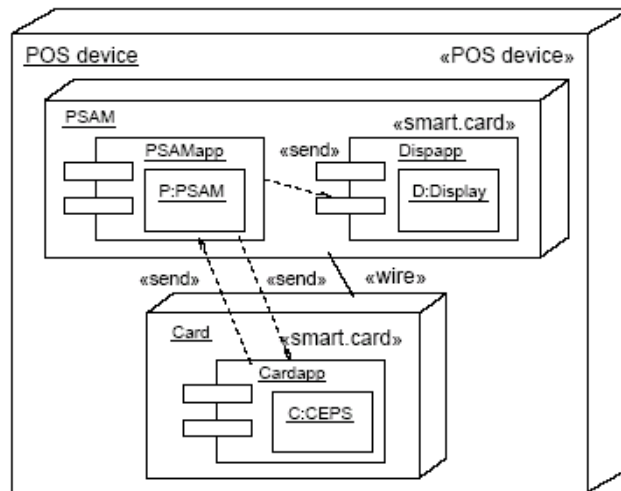 POS device «POS device»
PSAM
«smart.card»
PSAMapp «send» Dispapp
P:PSAM D:Display
«send» «send» «wire»
Card «smart.card»
Cardapp
C:CEPS